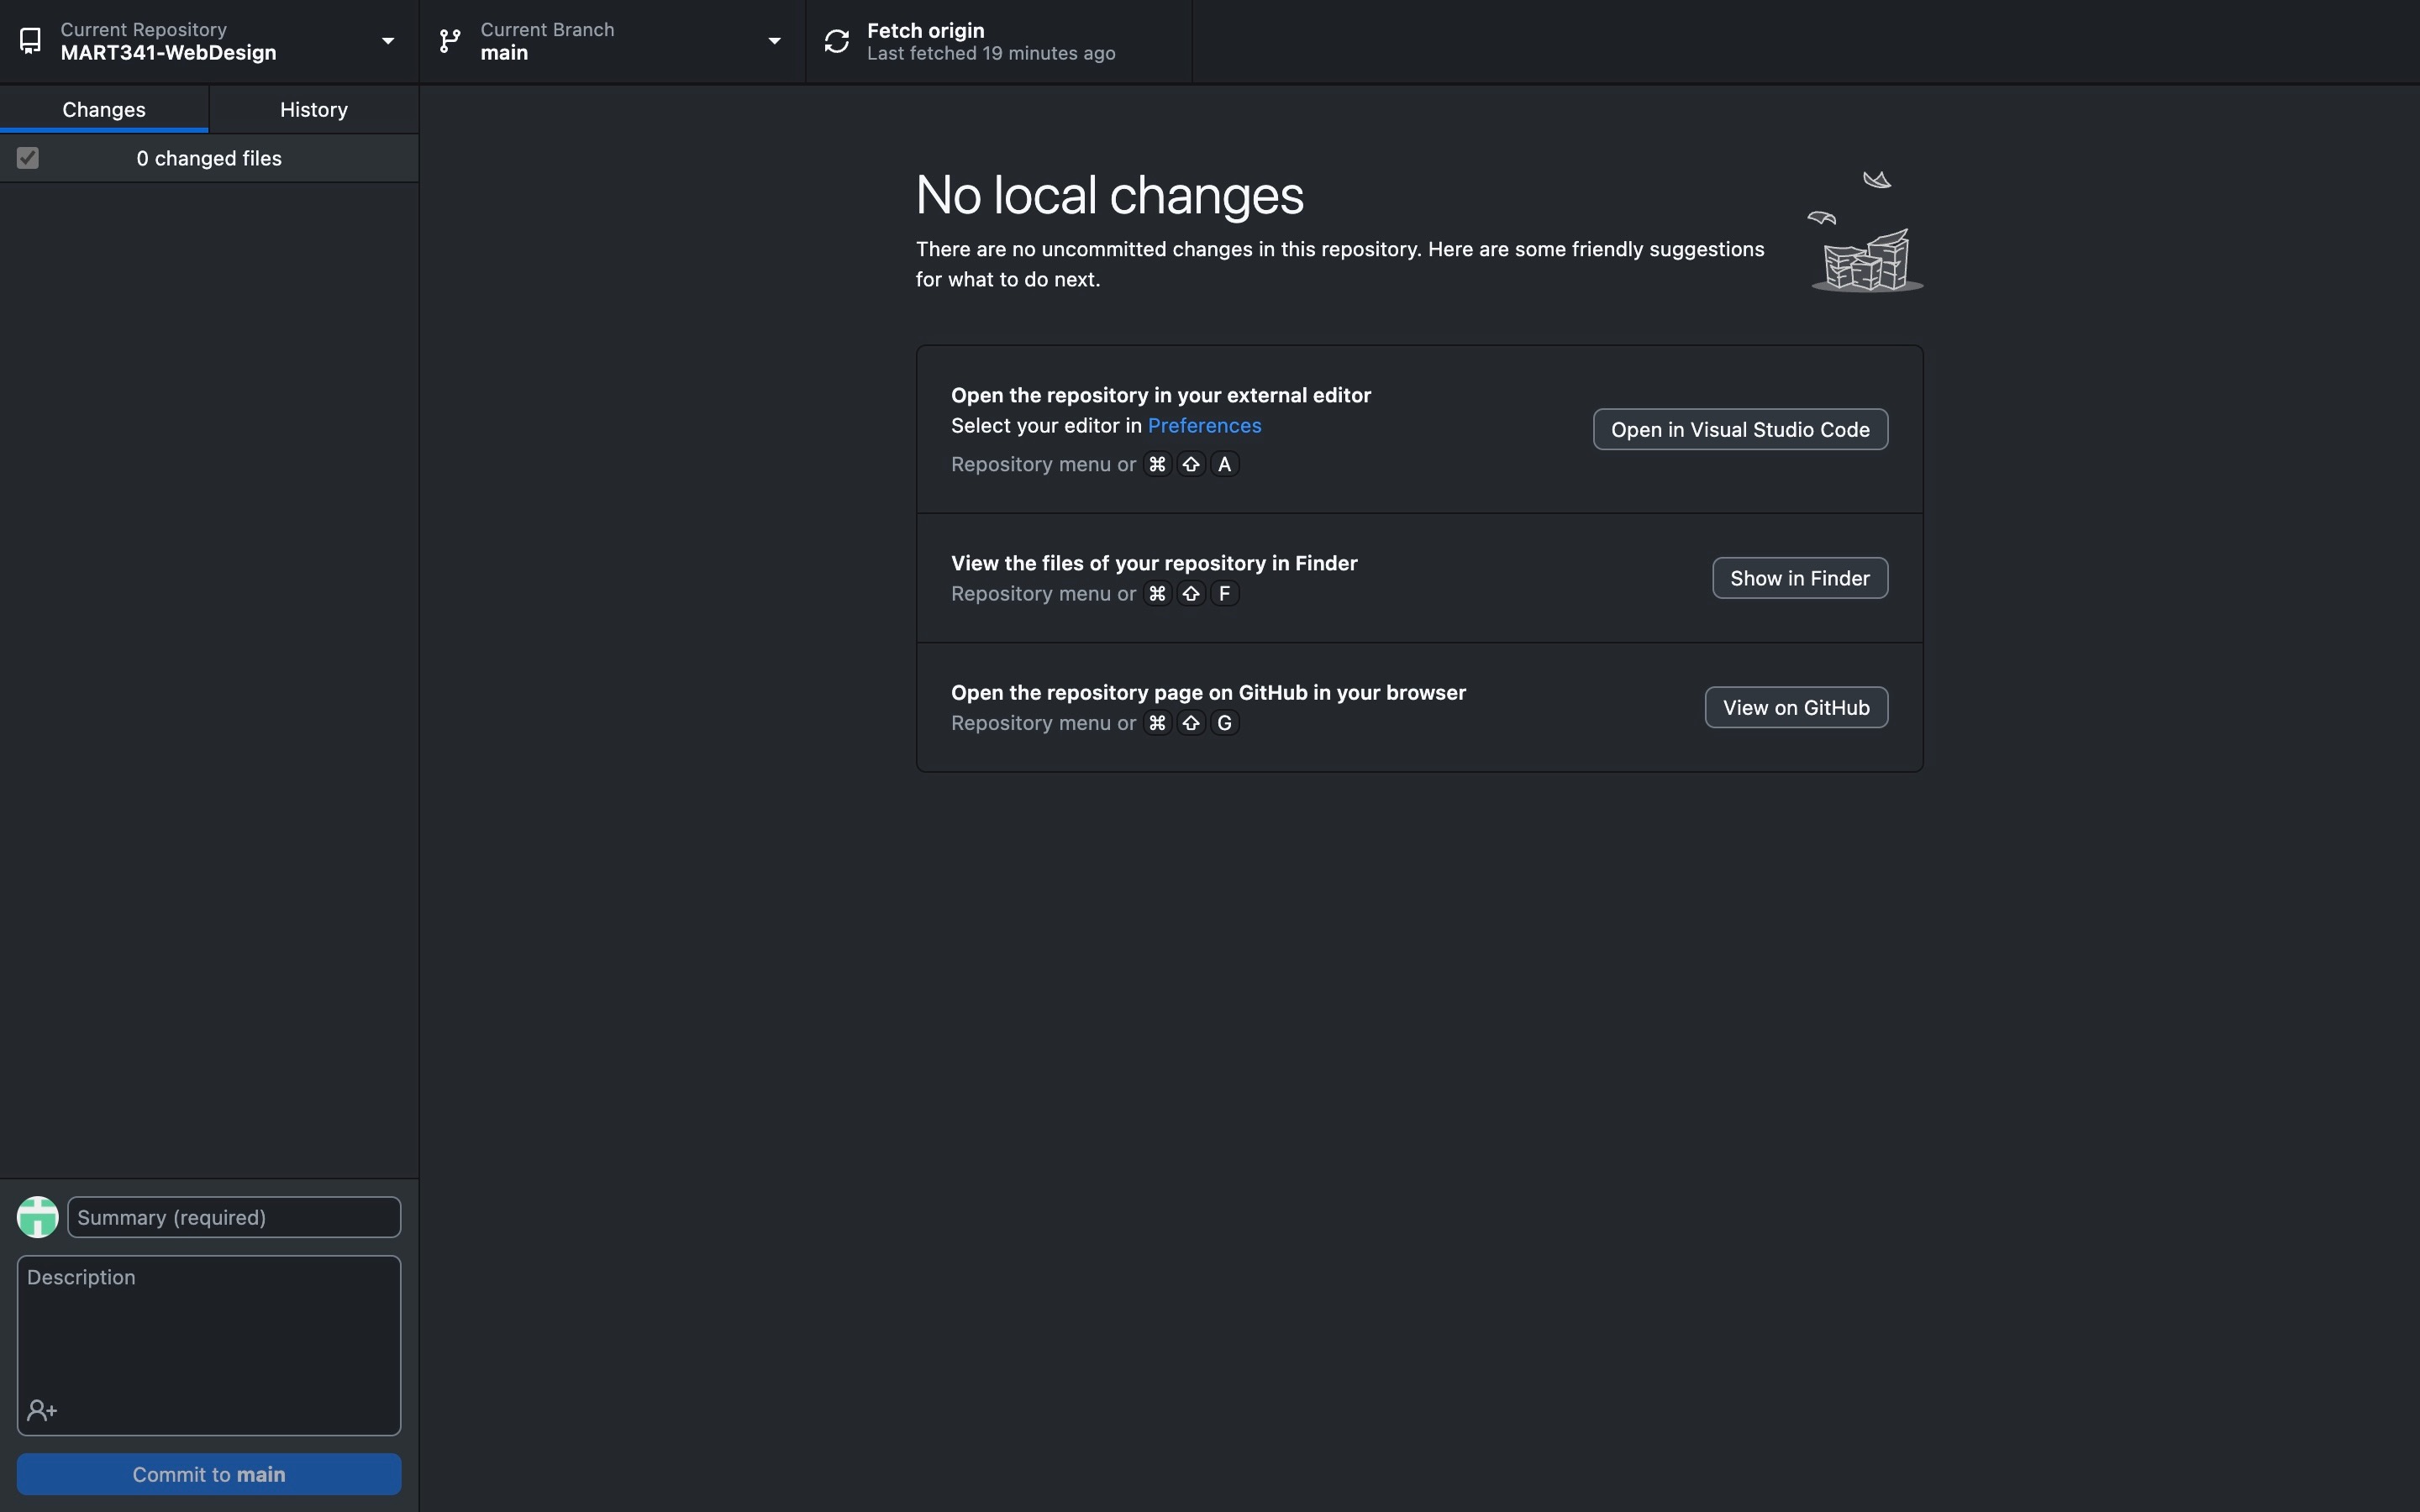 Current Repository
MART341-WebDesign
Current Branch
main
Fetch origin
Last fetched 19 minutes ago
Changes
History
0 changed files
No local changes
There are no uncommitted changes in this repository. Here are some friendly suggestions
for what to do next.
Open the repository in your external editor
Select your editor in Preferences
Repository menu or ⌘ ⇧ A
Open in Visual Studio Code
View the files of your repository in Finder
Repository menu or ⌘ ⇧ F
Show in Finder
Open the repository page on GitHub in your browser
Repository menu or ⌘ ⇧ G
View on GitHub
Summary (required)
Description
Commit to main